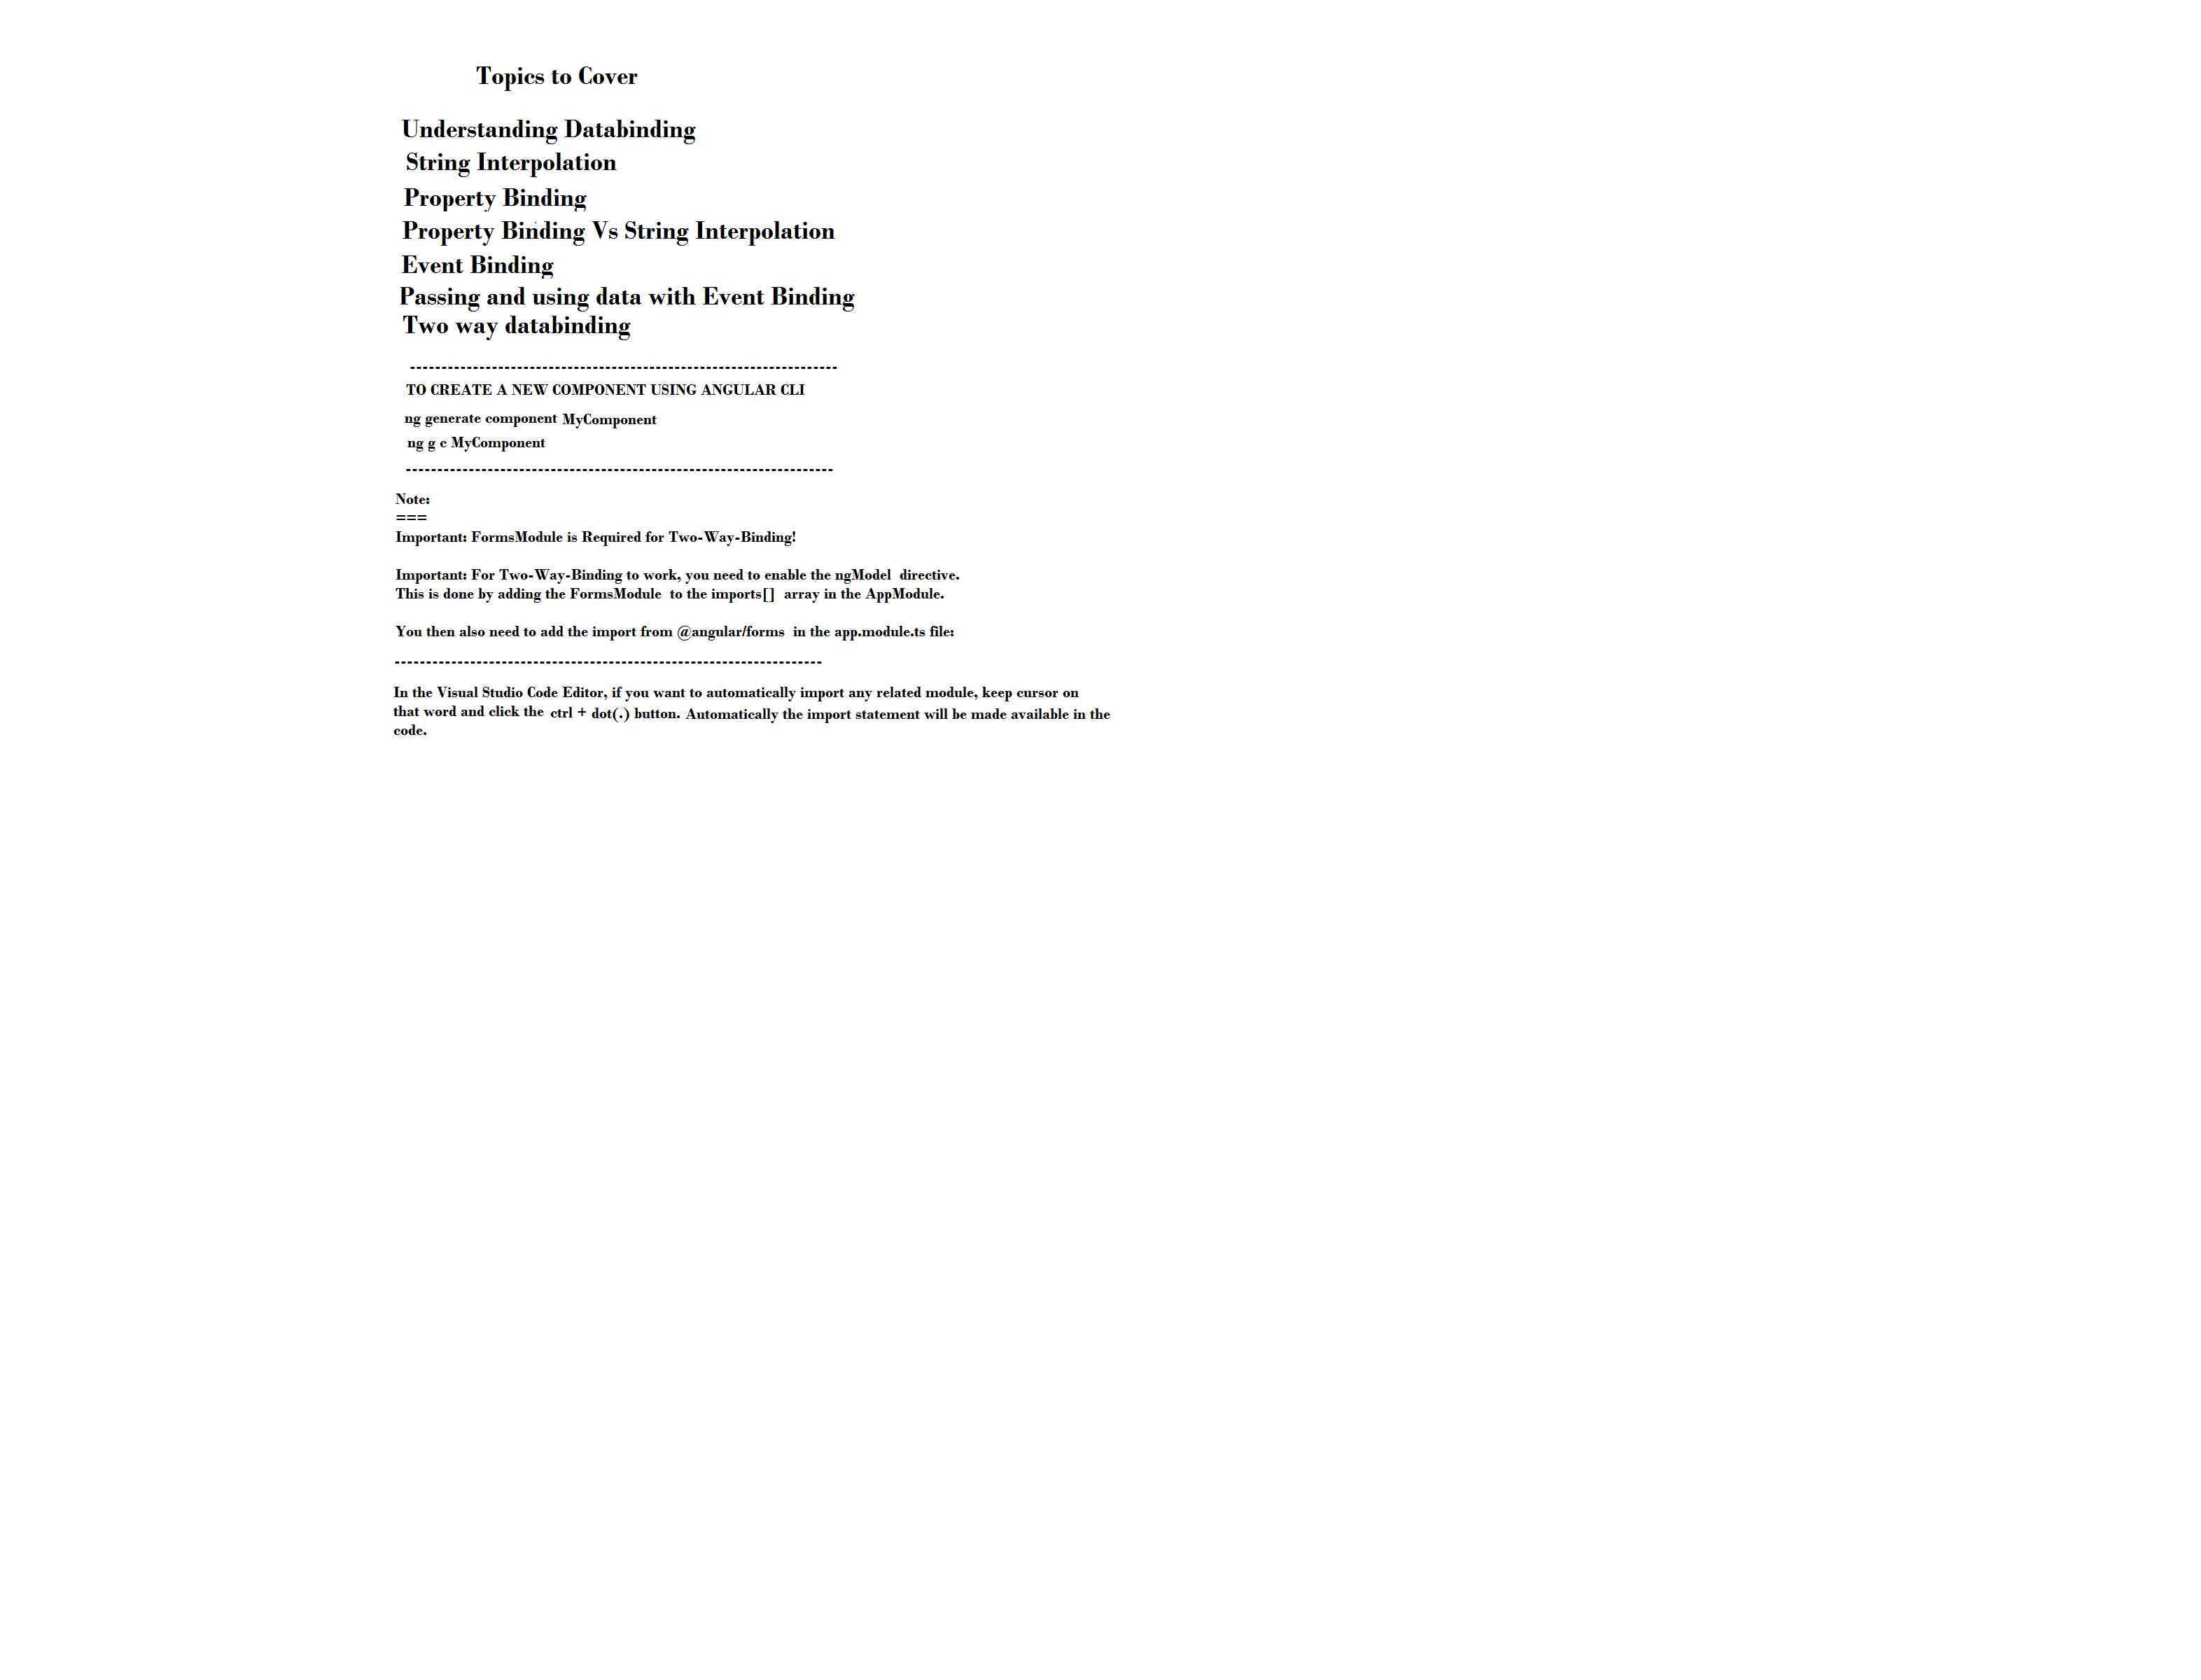 Topics to Cover
Understanding Databinding
String Interpolation
Property Binding
Property Binding Vs String Interpolation
Event Binding
Passing and using data with Event Binding
Two way databinding
--------------------------------------------------------------------
TO CREATE A NEW COMPONENT USING ANGULAR CLI
ng generate component MyComponent
ng g c MyComponent
--------------------------------------------------------------------
Note:
===
Important: FormsModule is Required for Two-Way-Binding!
Important: For Two-Way-Binding to work, you need to enable the ngModel  directive.
This is done by adding the FormsModule  to the imports[]  array in the AppModule.
You then also need to add the import from @angular/forms  in the app.module.ts file:
--------------------------------------------------------------------
In the Visual Studio Code Editor, if you want to automatically import any related module, keep cursor on
that word and click the ctrl + dot(.) button. Automatically the import statement will be made available in the
code.